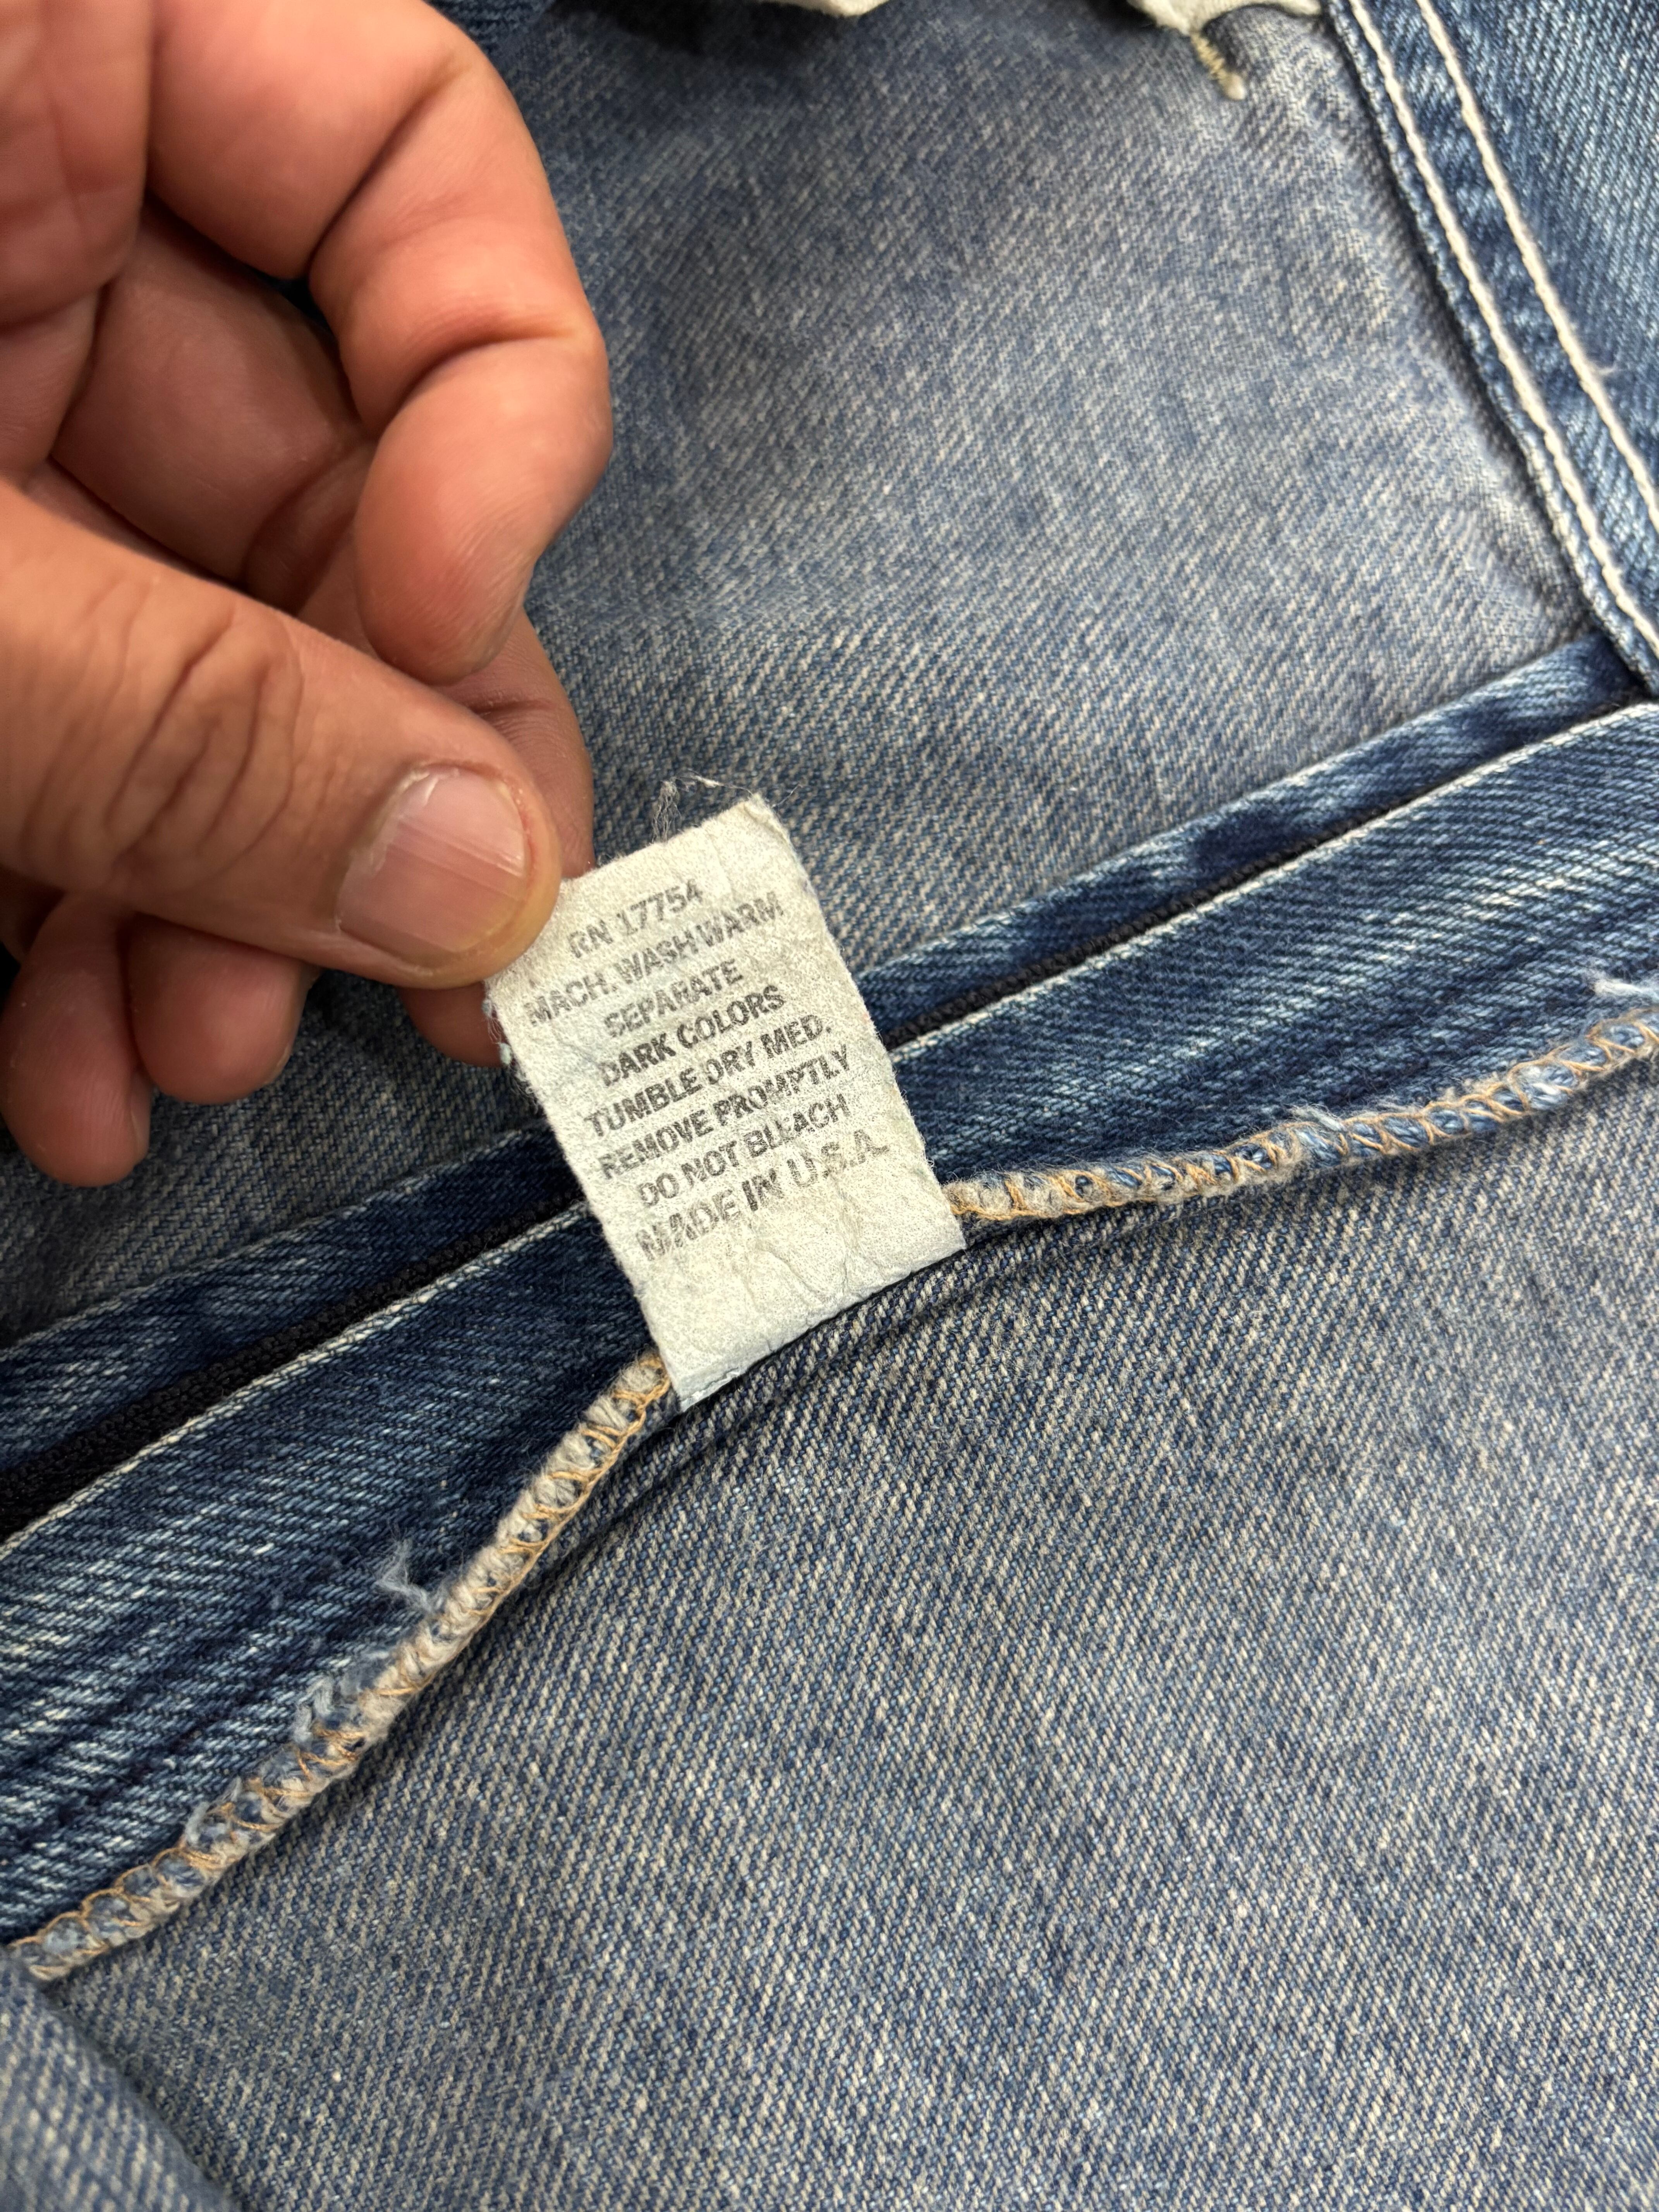 RN 17754
MACH. WASH WARM
SEPARATE
DARK COLORS
TUMBLE DRY MED.
REMOVE PROMPTLY
DO NOT BLEACH
MADE IN U.S.A.